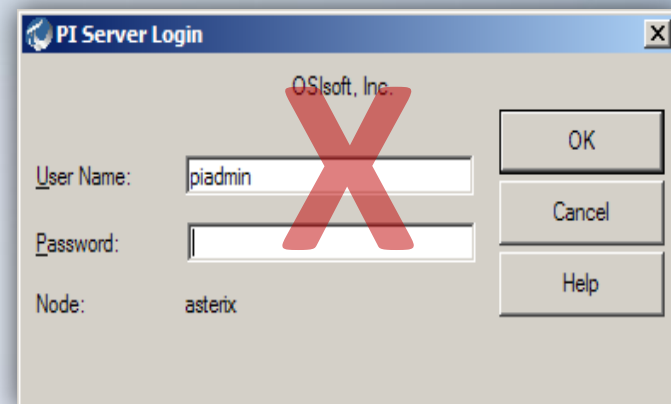 PI Server Login
OSIsoft, Inc.
User Name: piadmin
Password:
Node: asterix
OK
Cancel
Help